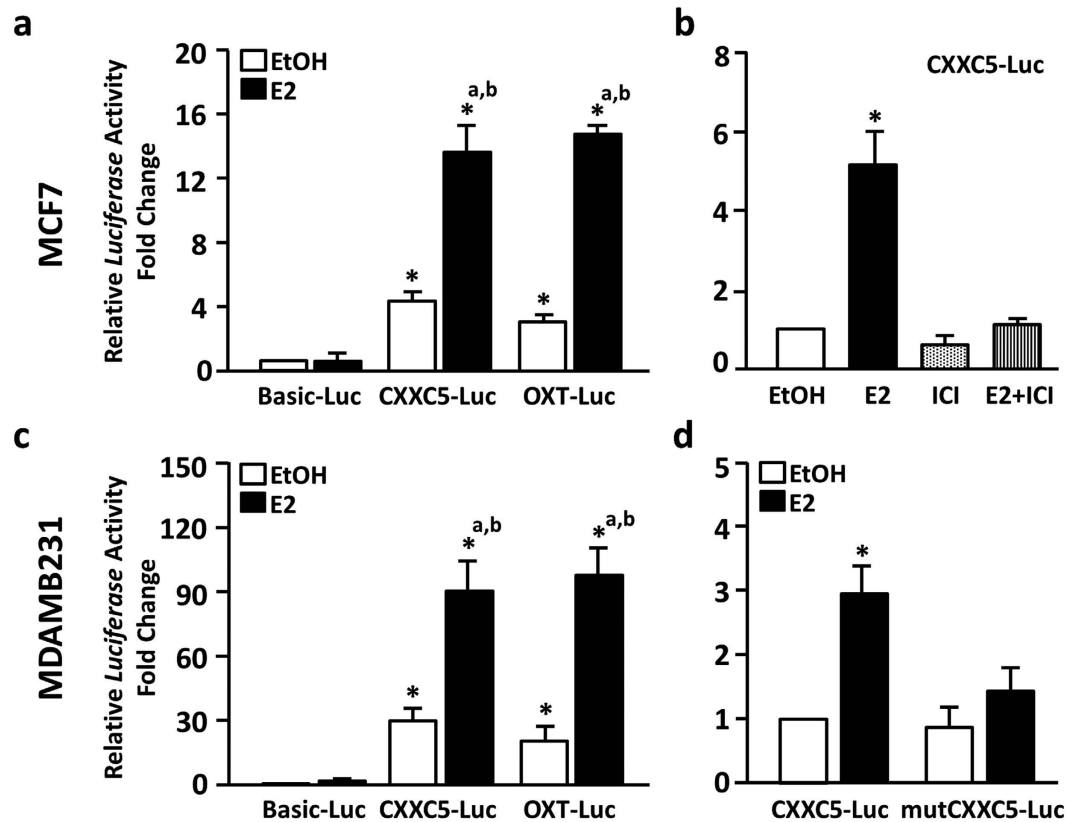 a
MCF7
Relative Luciferase Activity
Fold Change
20
16
12
8
4
0
EtOH
E2
*
* a,b
*
* a,b
Basic-Luc CXXC5-Luc OXT-Luc
b
8
6
4
2
0
CXXC5-Luc
*
EtOH E2 ICI E2+ICI
c
MDAMB231
Relative Luciferase Activity
Fold Change
150
120
90
60
30
0
EtOH
E2
*
* a,b
*
* a,b
Basic-Luc CXXC5-Luc OXT-Luc
d
5
4
3
2
1
0
EtOH
E2
*
CXXC5-Luc mutCXXC5-Luc